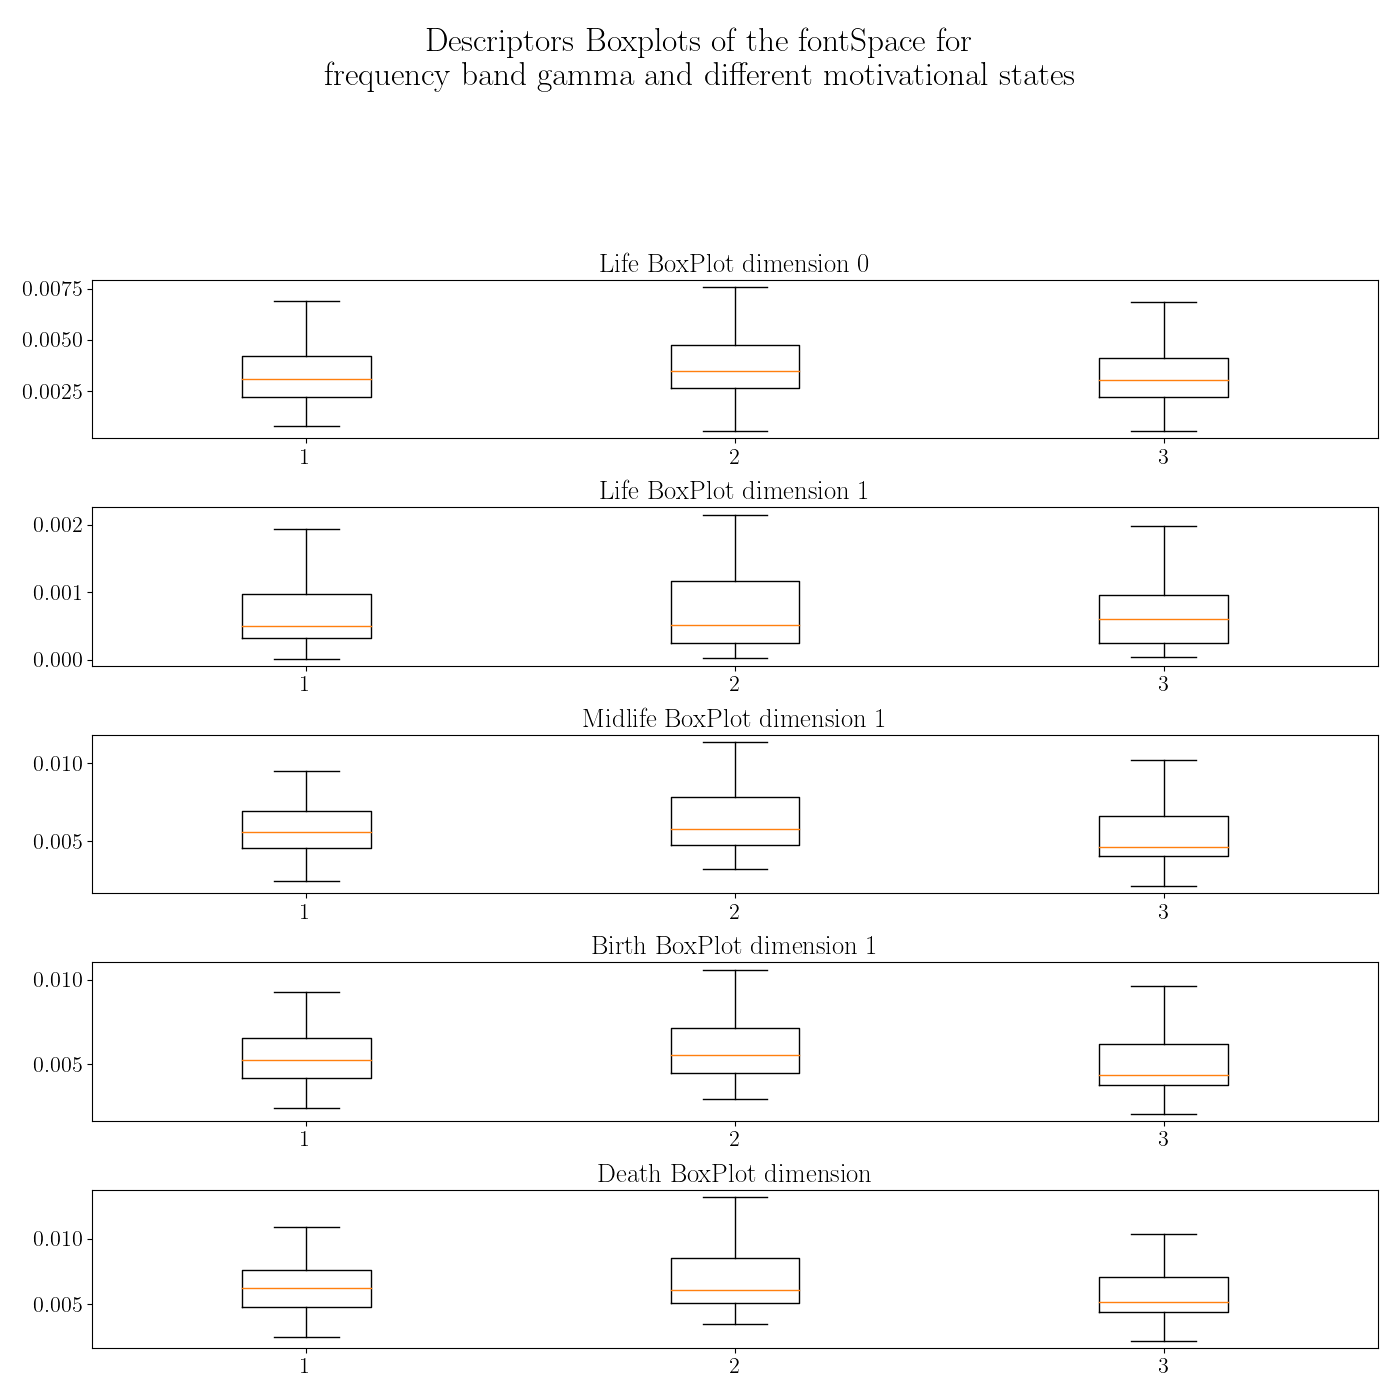 Descriptors Boxplots of the fontSpace for
frequency band gamma and different motivational states
Life BoxPlot dimension 0
0.0075
0.0050
0.0025
1 2 3
Life BoxPlot dimension 1
0.002
0.001
0.000
1 2 3
Midlife BoxPlot dimension 1
0.010
0.005
1 2 3
Birth BoxPlot dimension 1
0.010
0.005
1 2 3
Death BoxPlot dimension
0.010
0.005
1 2 3